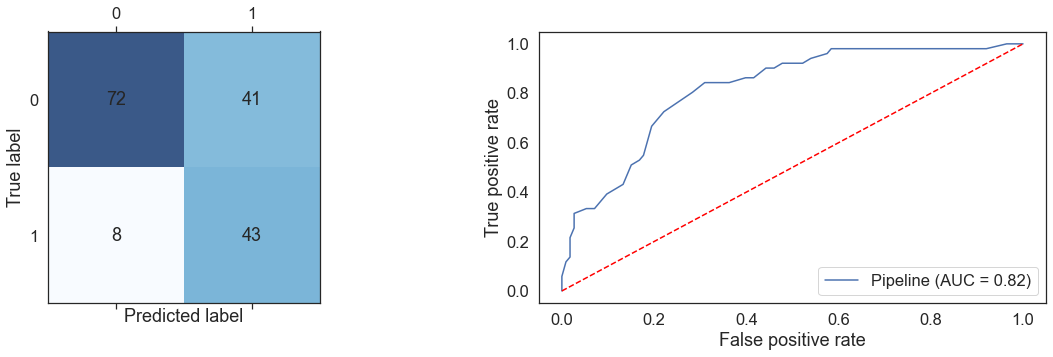 0 1
0 72 41
1 8 43
True label
Predicted label
1.0
0.8
0.6
0.4
0.2
0.0
True positive rate
Pipeline (AUC = 0.82)
0.0 0.2 0.4 0.6 0.8 1.0
False positive rate